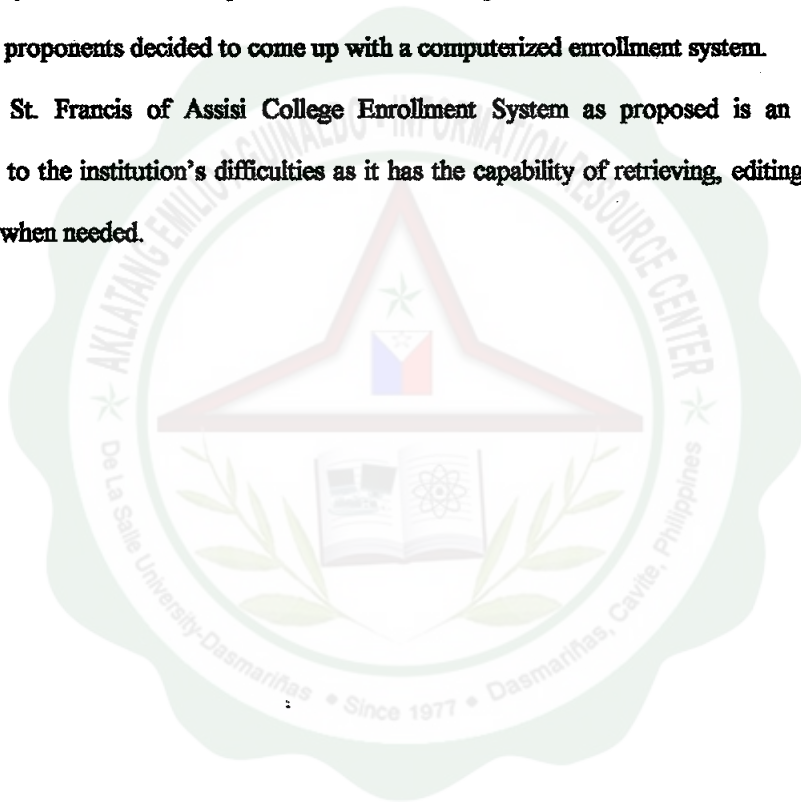 proponents decided to come up with a computerized enrollment system.
St. Francis of Assisi College Enrollment System as proposed is an
to the institution's difficulties as it has the capability of retrieving, editing
when needed.
AKLATANG EMILIO AGUINALDO - INFORMATION RESOURCE CENTER
De La Salle University-Dasmariñas • Since 1977 • Dasmariñas, Cavite, Philippines